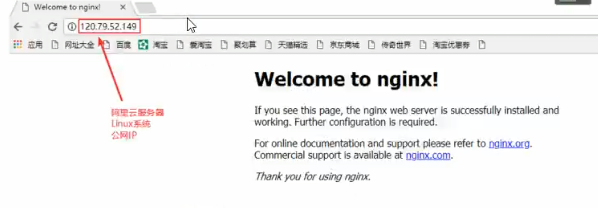 Welcome to nginx!
120.79.52.149
应用 网址大全 百度 淘宝 爱淘宝 聚划算 天猫精选 京东商城 传奇世界 淘宝优惠券
阿里云服务器
Linux系统
公网IP
Welcome to nginx!
If you see this page, the nginx web server is successfully installed and
working. Further configuration is required.
For online documentation and support please refer to nginx.org.
Commercial support is available at nginx.com.
Thank you for using nginx.